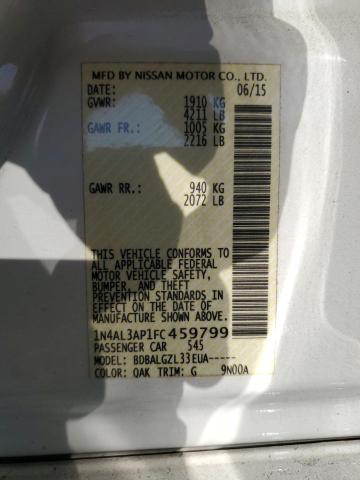 MFD BY NISSAN MOTOR CO., LTD.
DATE: 06/15
GVWR: 1910 KG
4211 LB
GAWR FR.: 1005 KG
2216 LB
GAWR RR.: 940 KG
2072 LB
THIS VEHICLE CONFORMS TO
ALL APPLICABLE FEDERAL
MOTOR VEHICLE SAFETY,
BUMPER, AND THEFT
PREVENTION STANDARDS IN
EFFECT ON THE DATE OF
MANUFACTURE SHOWN ABOVE.
1N4AL3AP1FC459799
PASSENGER CAR 545
MODEL: BDBALGZL33EUA-----
COLOR: QAK TRIM: G 9N00A